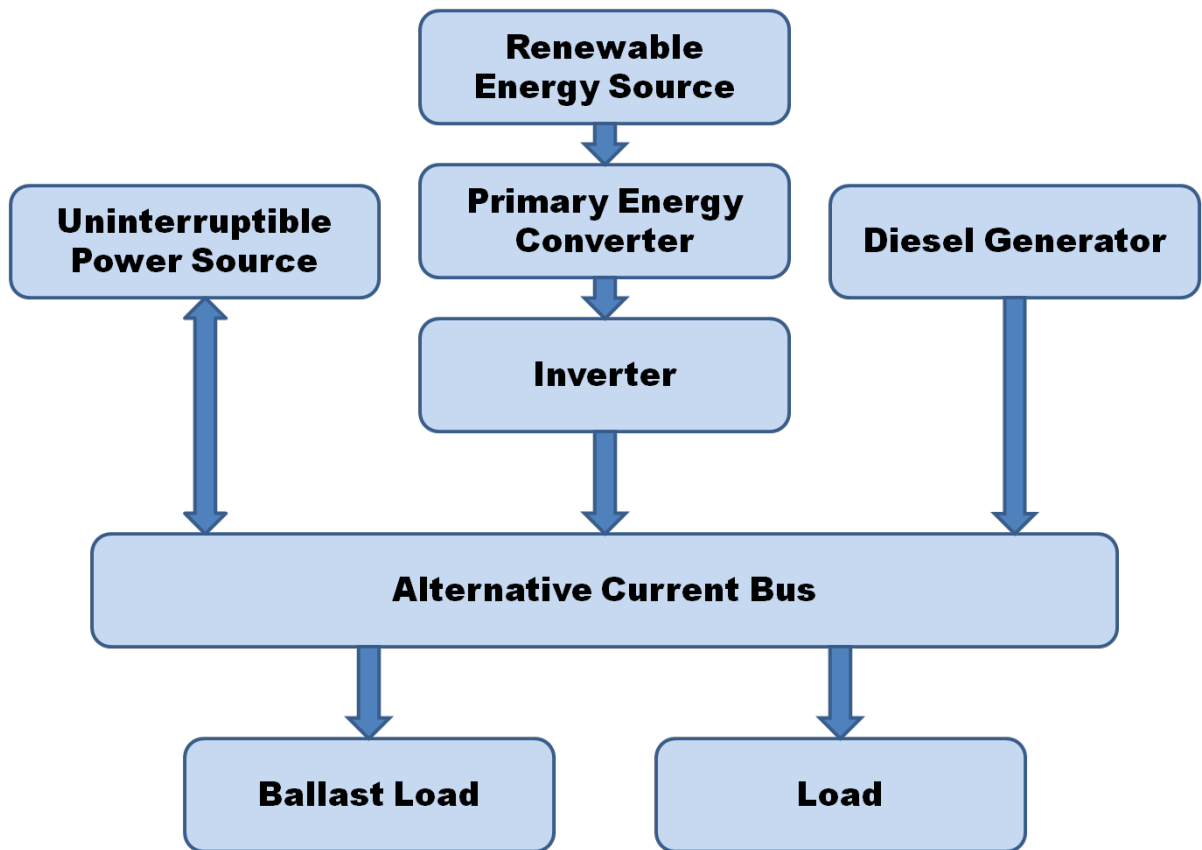 Renewable
Energy Source
Uninterruptible
Power Source
Primary Energy
Converter
Diesel Generator
Inverter
Alternative Current Bus
Ballast Load
Load